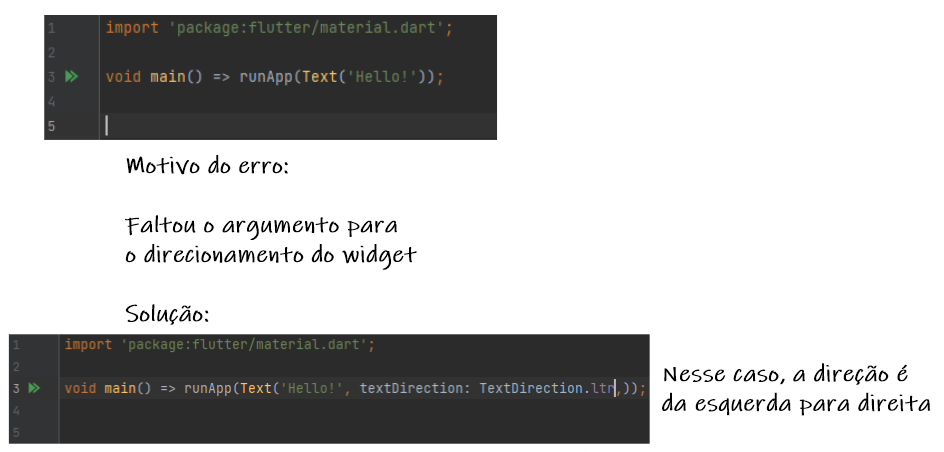 1 import 'package:flutter/material.dart';
2
3 void main() => runApp(Text('Hello!'));
4
5
Motivo do erro:
Faltou o argumento para
o direcionamento do widget
Solução:
1 import 'package:flutter/material.dart';
2
3 void main() => runApp(Text('Hello!', textDirection: TextDirection.ltr,));
4
5
Nesse caso, a direção é
da esquerda para direita